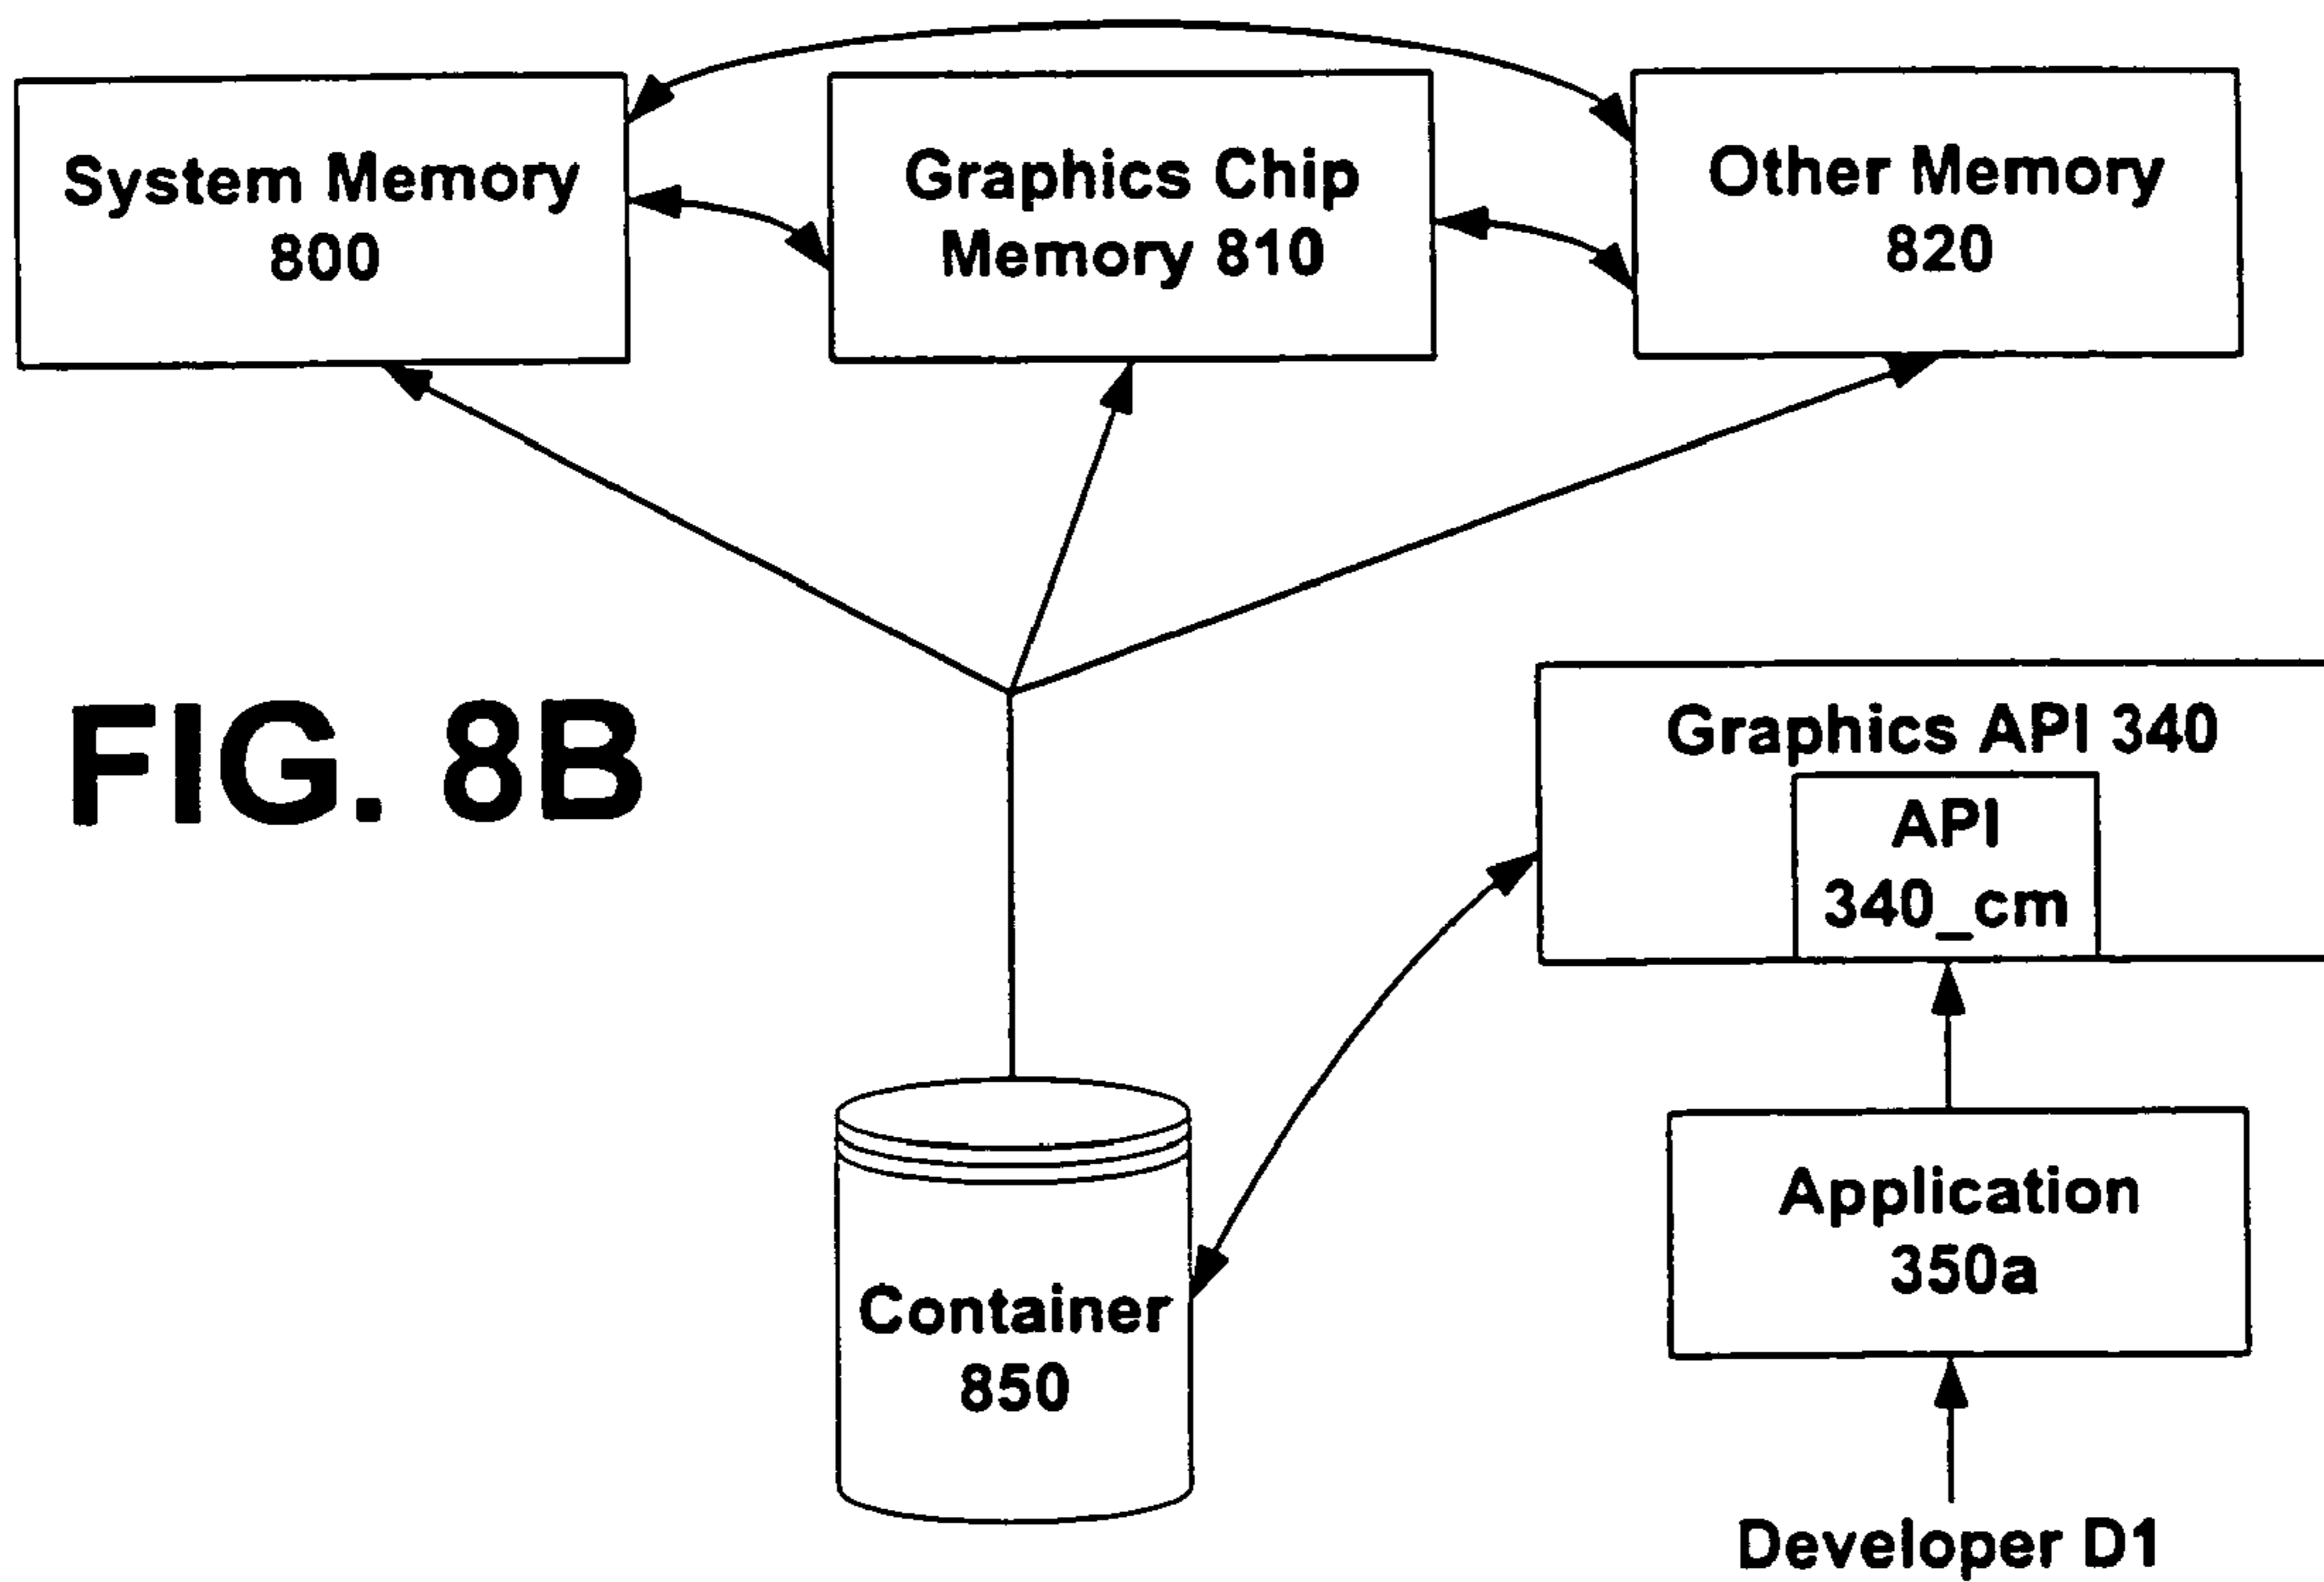 System Memory
800
Graphics Chip
Memory 810
Other Memory
820
FIG. 8B
Graphics API 340
API
340_cm
Container
850
Application
350a
Developer D1